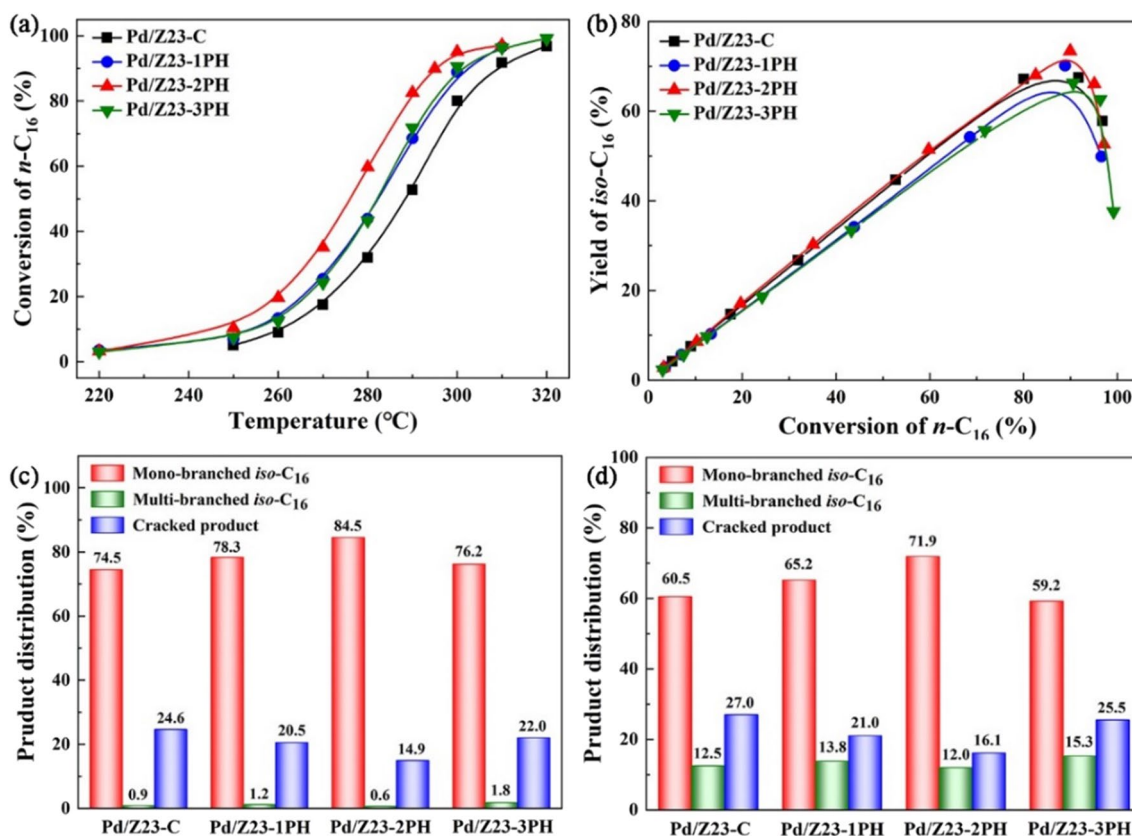 (a)
100
80
60
40
20
0
Conversion of n-C16 (%)
Pd/Z23-C
Pd/Z23-1PH
Pd/Z23-2PH
Pd/Z23-3PH
220 240 260 280 300 320
Temperature (°C)
(b)
80
60
40
20
0
Yield of iso-C16 (%)
Pd/Z23-C
Pd/Z23-1PH
Pd/Z23-2PH
Pd/Z23-3PH
0 20 40 60 80 100
Conversion of n-C16 (%)
(c)
100
80
60
40
20
0
Pruduct distribution (%)
Mono-branched iso-C16
Multi-branched iso-C16
Cracked product
74.5 0.9 24.6 78.3 1.2 20.5 84.5 0.6 14.9 76.2 1.8 22.0
Pd/Z23-C Pd/Z23-1PH Pd/Z23-2PH Pd/Z23-3PH
(d)
100
80
60
40
20
0
Pruduct distribution (%)
Mono-branched iso-C16
Multi-branched iso-C16
Cracked product
60.5 12.5 27.0 65.2 13.8 21.0 71.9 12.0 16.1 59.2 15.3 25.5
Pd/Z23-C Pd/Z23-1PH Pd/Z23-2PH Pd/Z23-3PH